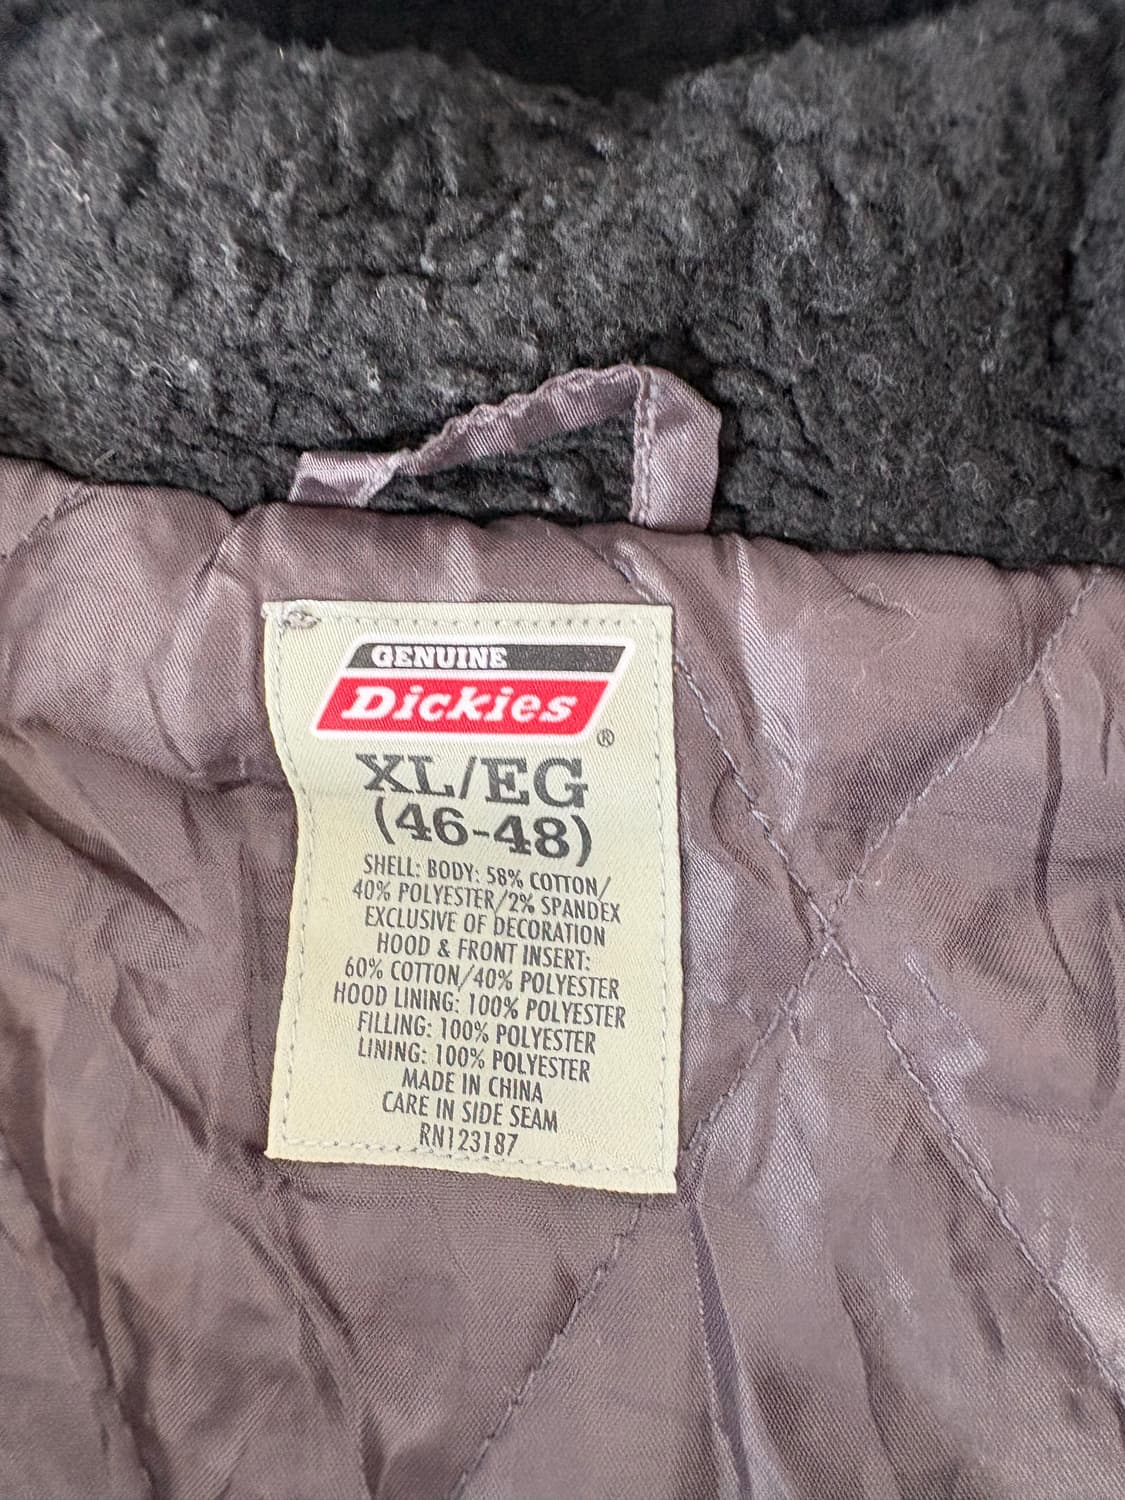 GENUINE
Dickies
®
XL/EG
(46-48)
SHELL: BODY: 58% COTTON/
40% POLYESTER/2% SPANDEX
EXCLUSIVE OF DECORATION
HOOD & FRONT INSERT:
60% COTTON/40% POLYESTER
HOOD LINING: 100% POLYESTER
FILLING: 100% POLYESTER
LINING: 100% POLYESTER
MADE IN CHINA
CARE IN SIDE SEAM
RN123187